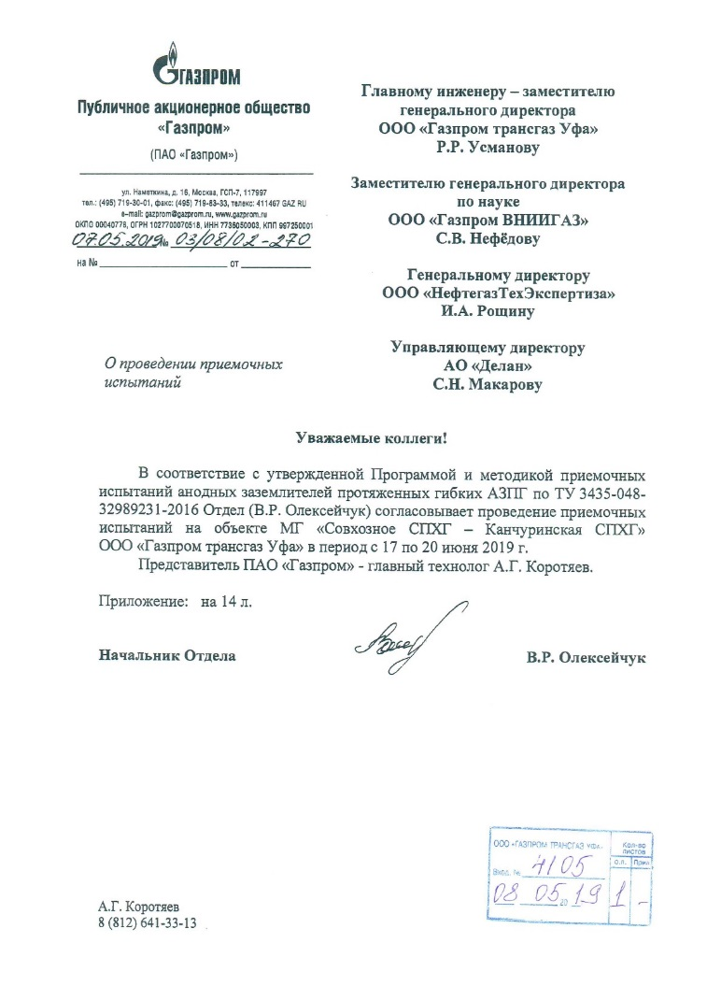 ГАЗПРОМ
Публичное акционерное общество
«Газпром»
(ПАО «Газпром»)
ул. Наметкина, д. 16, Москва, ГСП-7, 117997
тел.: (495) 719-30-01, факс: (495) 719-83-33, телекс: 411467 GAZ RU
e-mail: gazprom@gazprom.ru, www.gazprom.ru
ОКПО 00040778, ОГРН 1027700070518, ИНН 7736050003, КПП 997250001
07.05.2019 № 03/08/02-270
на № от
О проведении приемочных
испытаний
Главному инженеру – заместителю
генерального директора
ООО «Газпром трансгаз Уфа»
Р.Р. Усманову
Заместителю генерального директора
по науке
ООО «Газпром ВНИИГАЗ»
С.В. Нефёдову
Генеральному директору
ООО «НефтегазТехЭкспертиза»
И.А. Рощину
Управляющему директору
АО «Делан»
С.Н. Макарову
Уважаемые коллеги!
В соответствие с утвержденной Программой и методикой приемочных
испытаний анодных заземлителей протяженных гибких АЗПГ по ТУ 3435-048-
32989231-2016 Отдел (В.Р. Олексейчук) согласовывает проведение приемочных
испытаний на объекте МГ «Совхозное СПХГ – Канчуринская СПХГ»
ООО «Газпром трансгаз Уфа» в период с 17 по 20 июня 2019 г.
Представитель ПАО «Газпром» - главный технолог А.Г. Коротяев.
Приложение: на 14 л.
Начальник Отдела В.Р. Олексейчук
ООО «ГАЗПРОМ ТРАНСГАЗ УФА»
Вход. № 4105
08 05 2019
Кол-во
листов
О.Л. Прил.
1 -
А.Г. Коротяев
8 (812) 641-33-13